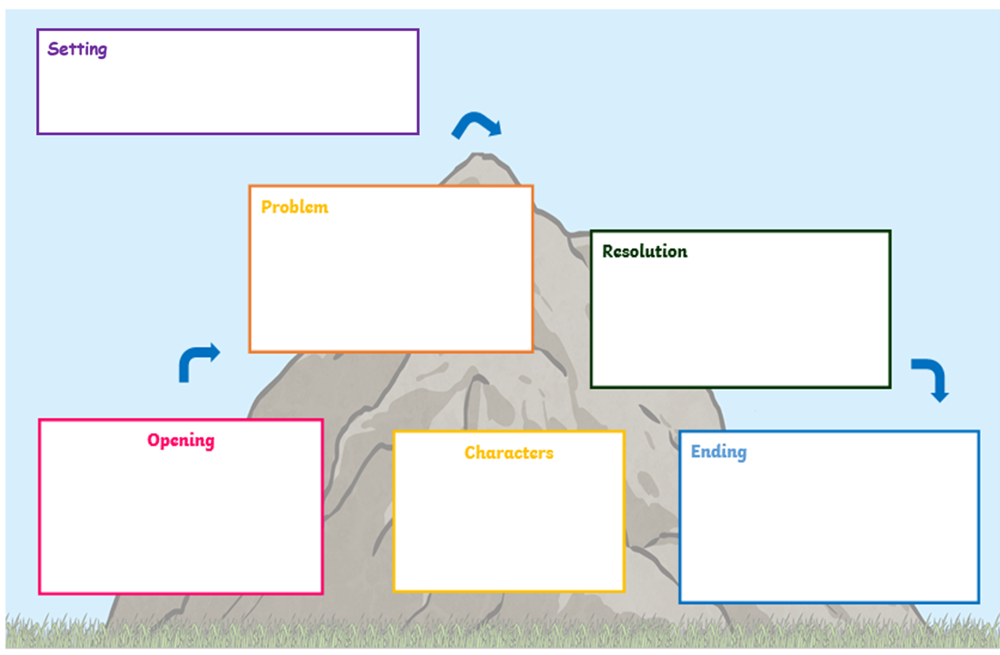 Setting
Problem
Resolution
Opening
Characters
Ending